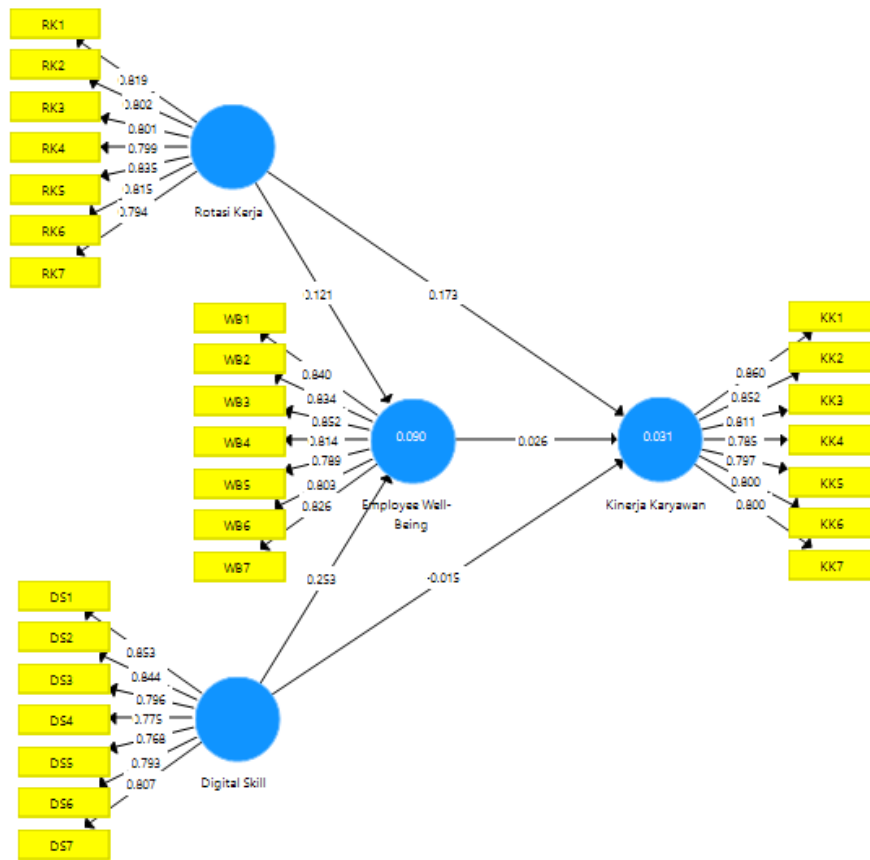 RK1
RK2
RK3
RK4
RK5
RK6
RK7
0.819
0.802
0.801
0.799
0.835
0.815
0.794
Rotasi Kerja
0.121
0.173
WB1
WB2
WB3
WB4
WB5
WB6
WB7
0.840
0.834
0.852
0.814
0.789
0.803
0.826
0.090
Employee Well-
Being
0.026
0.031
Kinerja Karyawan
0.860
0.852
0.811
0.785
0.797
0.800
0.800
KK1
KK2
KK3
KK4
KK5
KK6
KK7
0.253
-0.015
DS1
DS2
DS3
DS4
DS5
DS6
DS7
0.853
0.844
0.796
0.775
0.768
0.793
0.807
Digital Skill